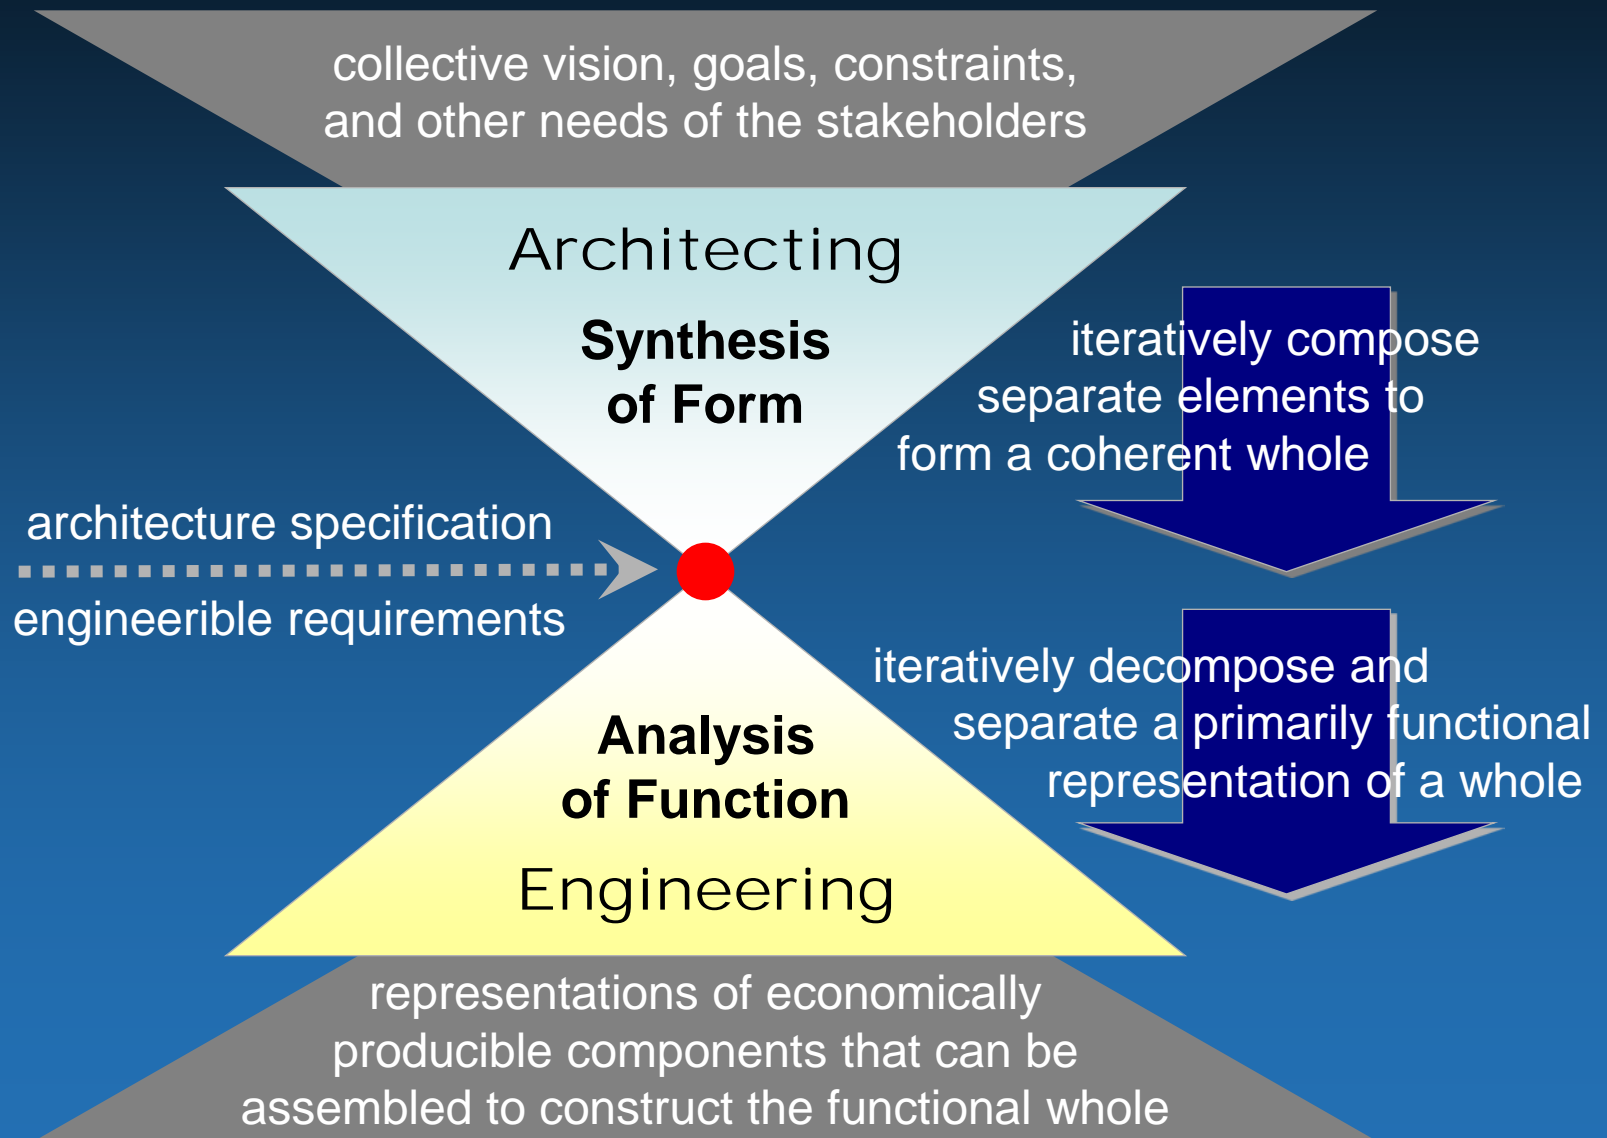 collective vision, goals, constraints,
and other needs of the stakeholders
Architecting
Synthesis
of Form
iteratively compose
separate elements to
form a coherent whole
architecture specification
engineerible requirements
iteratively decompose and
separate a primarily functional
representation of a whole
Analysis
of Function
Engineering
representations of economically
producible components that can be
assembled to construct the functional whole